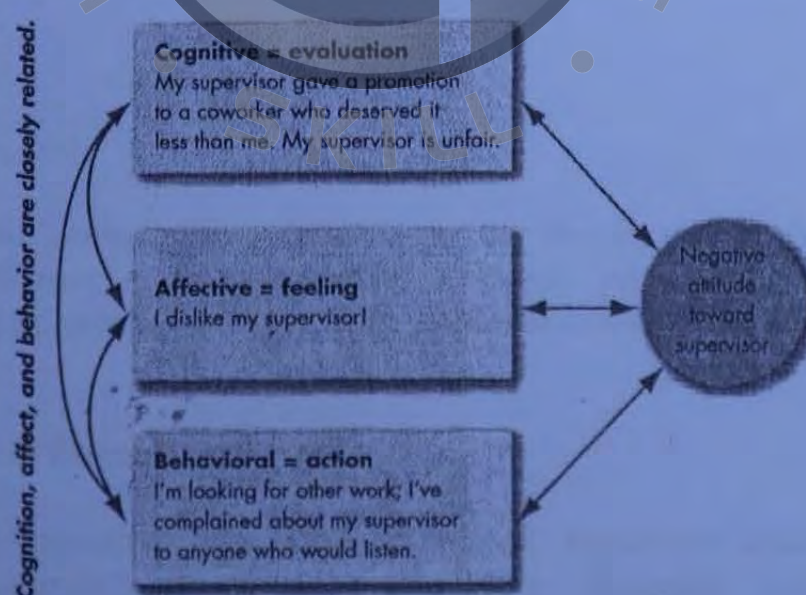 Cognition, affect, and behavior are closely related.
Cognitive = evaluation
My supervisor gave a promotion
to a coworker who deserved it
less than me. My supervisor is unfair.
Affective = feeling
I dislike my supervisor!
Behavioral = action
I'm looking for other work; I've
complained about my supervisor
to anyone who would listen.
Negative
attitude
toward
supervisor
SKILL